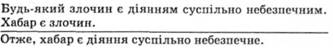 Будь-який злочин є діянням суспільно небезпечним.
Хабар є злочин.
Отже, хабар є діяння суспільно небезпечне.